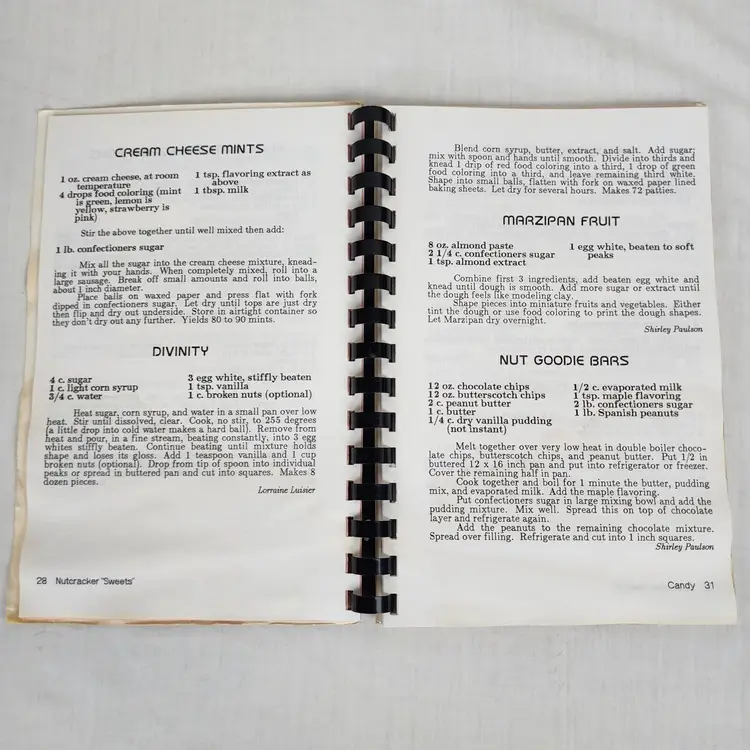 CREAM CHEESE MINTS
1 oz. cream cheese, at room
temperature
4 drops food coloring (mint
is green, lemon is
yellow, strawberry is
pink)
1 tsp. flavoring extract as
above
1 tbsp. milk
Stir the above together until well mixed then add:
1 lb. confectioners sugar
Mix all the sugar into the cream cheese mixture, knead-
ing it with your hands. When completely mixed, roll into a
large sausage. Break off small amounts and roll into balls,
about 1 inch diameter.
Place balls on waxed paper and press flat with fork
dipped in confectioners sugar. Let dry until tops are just dry
then flip and dry out underside. Store in airtight container so
they don't dry out any further. Yields 80 to 90 mints.
DIVINITY
4 c. sugar
1 c. light corn syrup
3/4 c. water
3 egg white, stiffly beaten
1 tsp. vanilla
1 c. broken nuts (optional)
Heat sugar, corn syrup, and water in a small pan over low
heat. Stir until dissolved, clear. Cook, no stir, to 255 degrees
(a little drop into cold water makes a hard ball). Remove from
heat and pour, in a fine stream, beating constantly, into 3 egg
whites stiffly beaten. Continue beating until mixture holds
shape and loses its gloss. Add 1 teaspoon vanilla and 1 cup
broken nuts (optional). Drop from tip of spoon into individual
peaks or spread in buttered pan and cut into squares. Makes 8
dozen pieces.
Lorraine Luisier
28 Nutcracker "Sweets"
Blend corn syrup, butter, extract, and salt. Add sugar;
mix with spoon and hands until smooth. Divide into thirds and
knead 1 drip of red food coloring into a third, 1 drop of green
food coloring into a third, and leave remaining third white.
Shape into small balls, flatten with fork on waxed paper lined
baking sheets. Let dry for several hours. Makes 72 patties.
MARZIPAN FRUIT
8 oz. almond paste
2 1/4 c. confectioners sugar
1 tsp. almond extract
1 egg white, beaten to soft
peaks
Combine first 3 ingredients, add beaten egg white and
knead until dough is smooth. Add more sugar or extract until
the dough feels like modeling clay.
Shape pieces into miniature fruits and vegetables. Either
tint the dough or use food coloring to print the dough shapes.
Let Marzipan dry overnight.
Shirley Paulson
NUT GOODIE BARS
12 oz. chocolate chips
12 oz. butterscotch chips
2 c. peanut butter
1 c. butter
1/4 c. dry vanilla pudding
(not instant)
1/2 c. evaporated milk
1 tsp. maple flavoring
2 lb. confectioners sugar
1 lb. Spanish peanuts
Melt together over very low heat in double boiler choco-
late chips, butterscotch chips, and peanut butter. Put 1/2 in
buttered 12 x 16 inch pan and put into refrigerator or freezer.
Cover the remaining half in pan.
Cook together and boil for 1 minute the butter, pudding
mix, and evaporated milk. Add the maple flavoring.
Put confectioners sugar in large mixing bowl and add the
pudding mixture. Mix well. Spread this on top of chocolate
layer and refrigerate again.
Add the peanuts to the remaining chocolate mixture.
Spread over filling. Refrigerate and cut into 1 inch squares.
Shirley Paulson
Candy 31